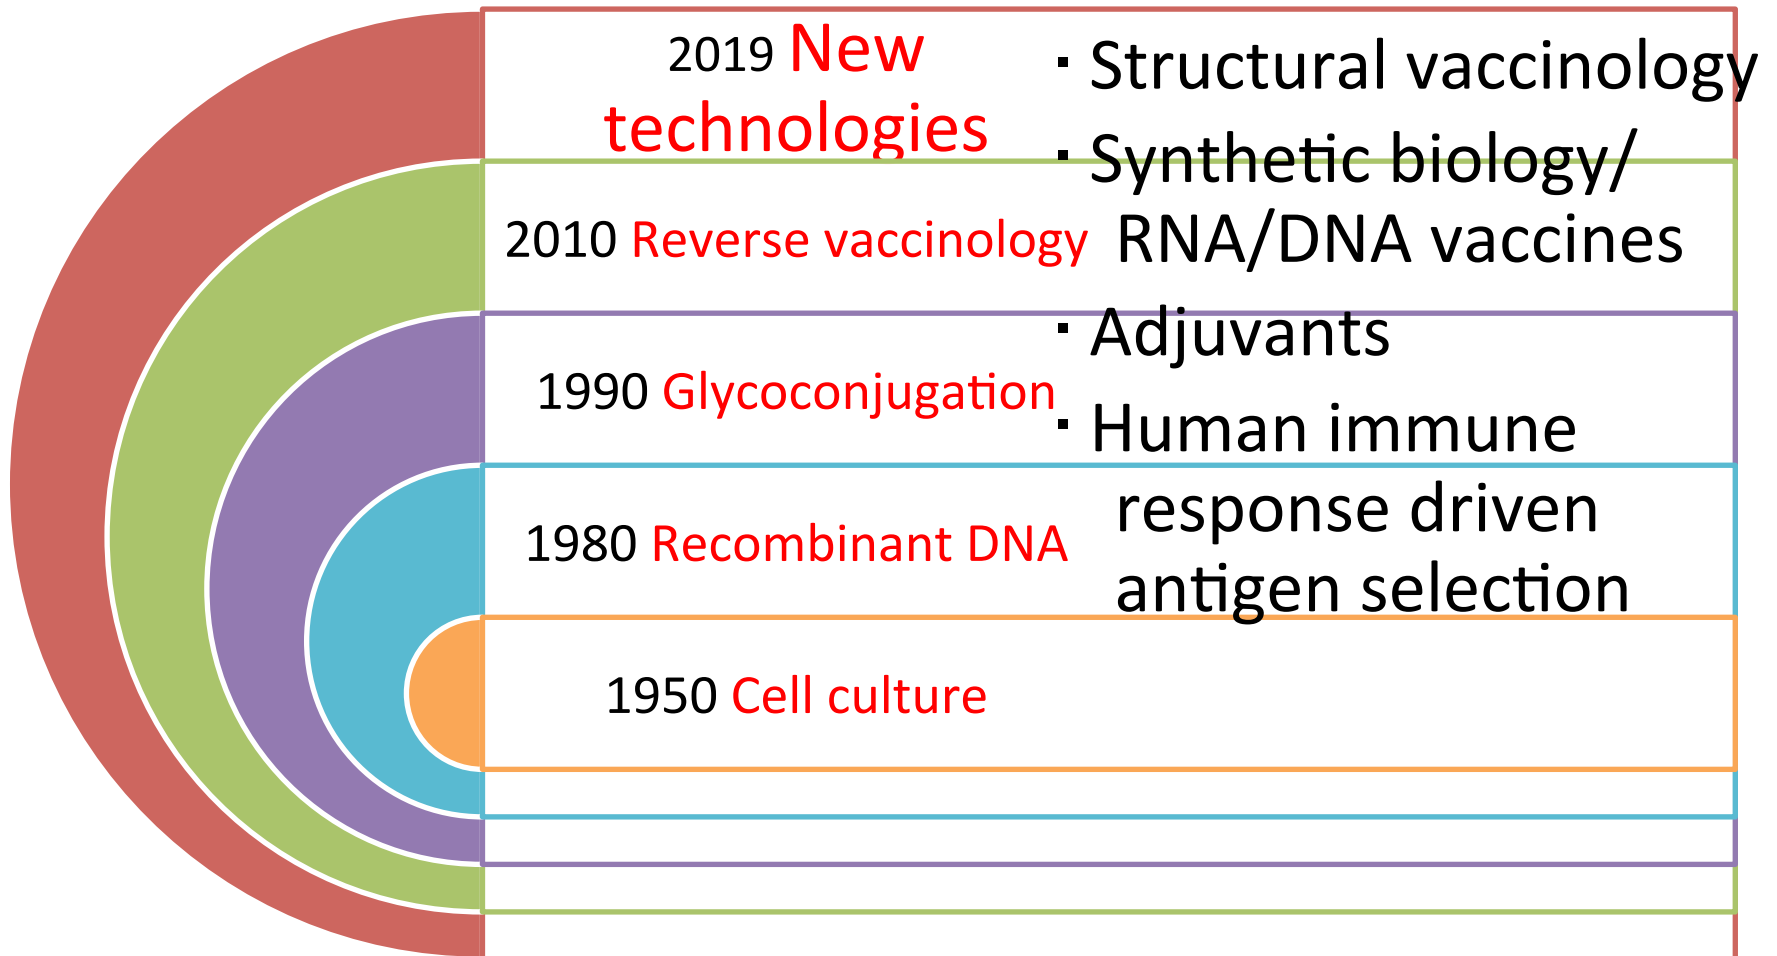 2019 New
technologies
2010 Reverse vaccinology
1990 Glycoconjugation
1980 Recombinant DNA
1950 Cell culture
▪ Structural vaccinology
▪ Synthetic biology/
RNA/DNA vaccines
▪ Adjuvants
▪ Human immune
response driven
antigen selection